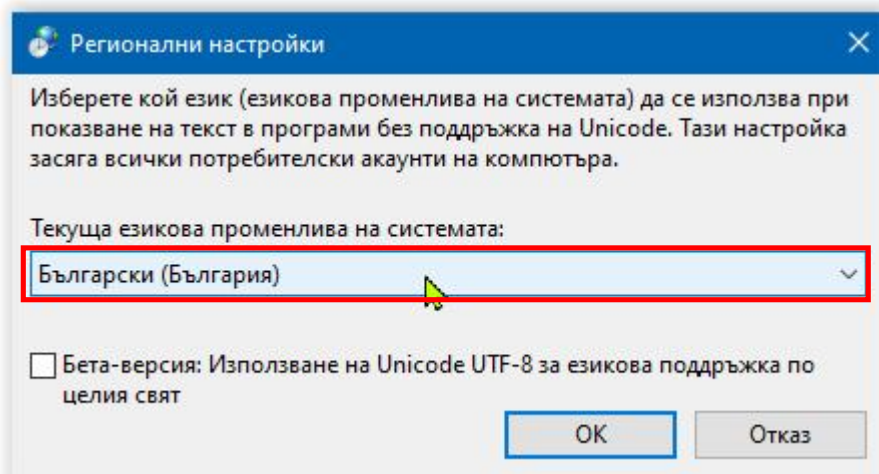 Регионални настройки
Изберете кой език (езикова променлива на системата) да се използва при
показване на текст в програми без поддръжка на Unicode. Тази настройка
засяга всички потребителски акаунти на компютъра.
Текуща езикова променлива на системата:
Български (България)
Бета-версия: Използване на Unicode UTF-8 за езикова поддръжка по
целия свят
OK
Отказ